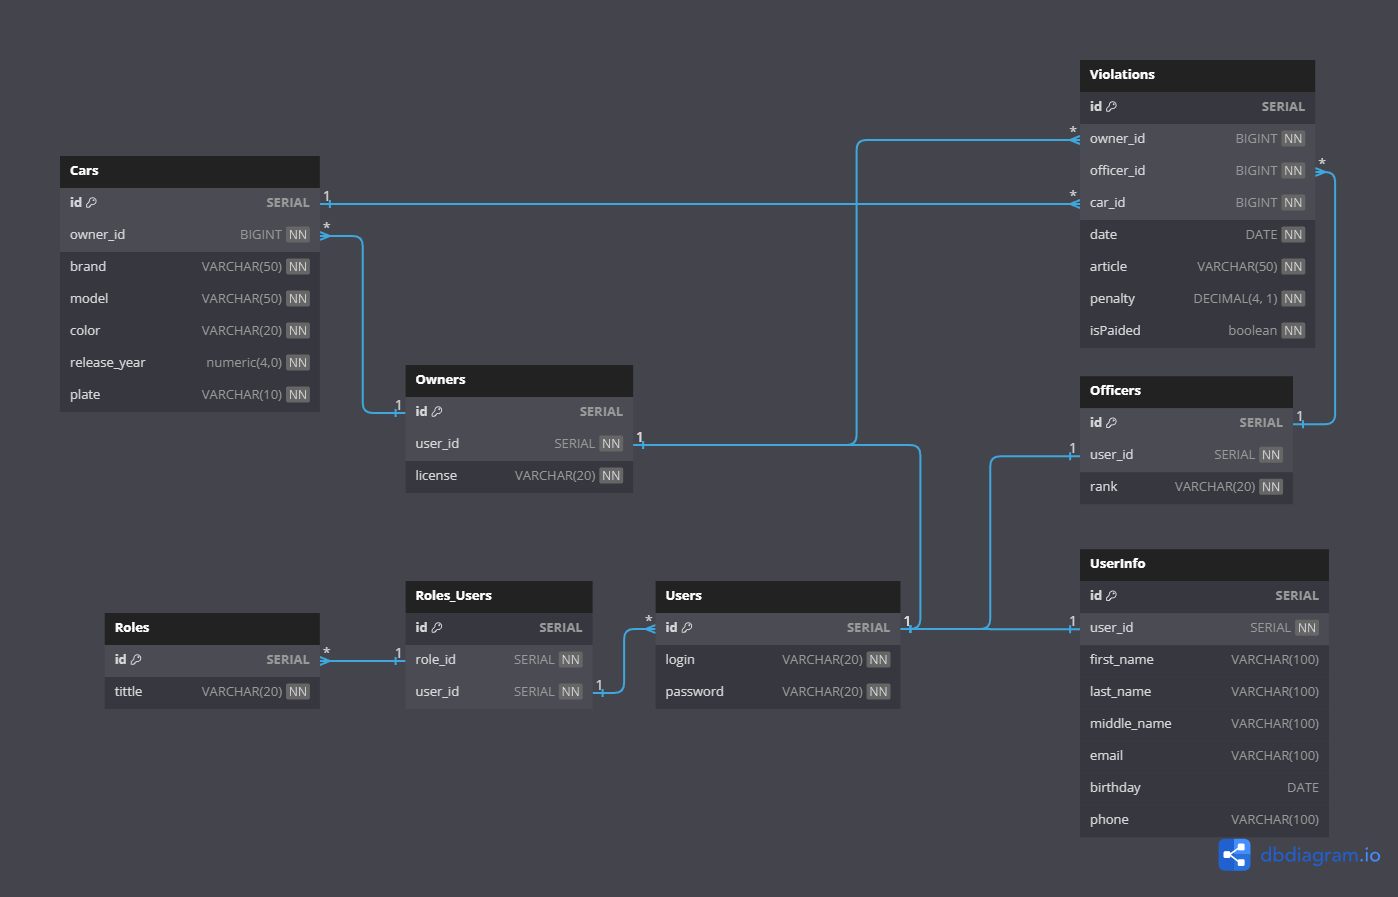 Violations
id SERIAL
owner_id BIGINT NN
officer_id BIGINT NN
car_id BIGINT NN
date DATE NN
article VARCHAR(50) NN
penalty DECIMAL(4, 1) NN
isPaided boolean NN
Cars
id SERIAL
owner_id BIGINT NN
brand VARCHAR(50) NN
model VARCHAR(50) NN
color VARCHAR(20) NN
release_year numeric(4,0) NN
plate VARCHAR(10) NN
1
*
*
*
*
Owners
id SERIAL
user_id SERIAL NN
license VARCHAR(20) NN
1
1
Officers
id SERIAL
user_id SERIAL NN
rank VARCHAR(20) NN
1
1
Roles
id SERIAL
tittle VARCHAR(20) NN
*
1
Roles_Users
id SERIAL
role_id SERIAL NN
user_id SERIAL NN
1
*
Users
id SERIAL
login VARCHAR(20) NN
password VARCHAR(20) NN
1
1
UserInfo
id SERIAL
user_id SERIAL NN
first_name VARCHAR(100)
last_name VARCHAR(100)
middle_name VARCHAR(100)
email VARCHAR(100)
birthday DATE
phone VARCHAR(100)
dbdiagram.io